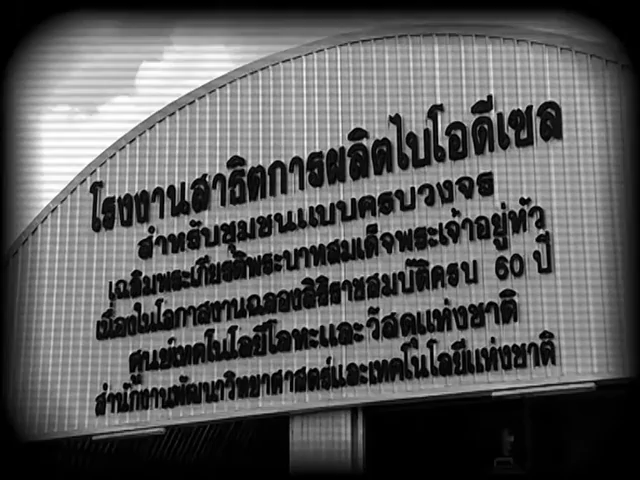 โรงงานสาธิตการผลิตไบโอดีเซล
สำหรับชุมชนแบบครบวงจร
เฉลิมพระเกียรติพระบาทสมเด็จพระเจ้าอยู่หัว
เนื่องในโอกาสงานฉลองสิริราชสมบัติครบ 60 ปี
ศูนย์เทคโนโลยีโลหะและวัสดุแห่งชาติ
สำนักงานพัฒนาวิทยาศาสตร์และเทคโนโลยีแห่งชาติ